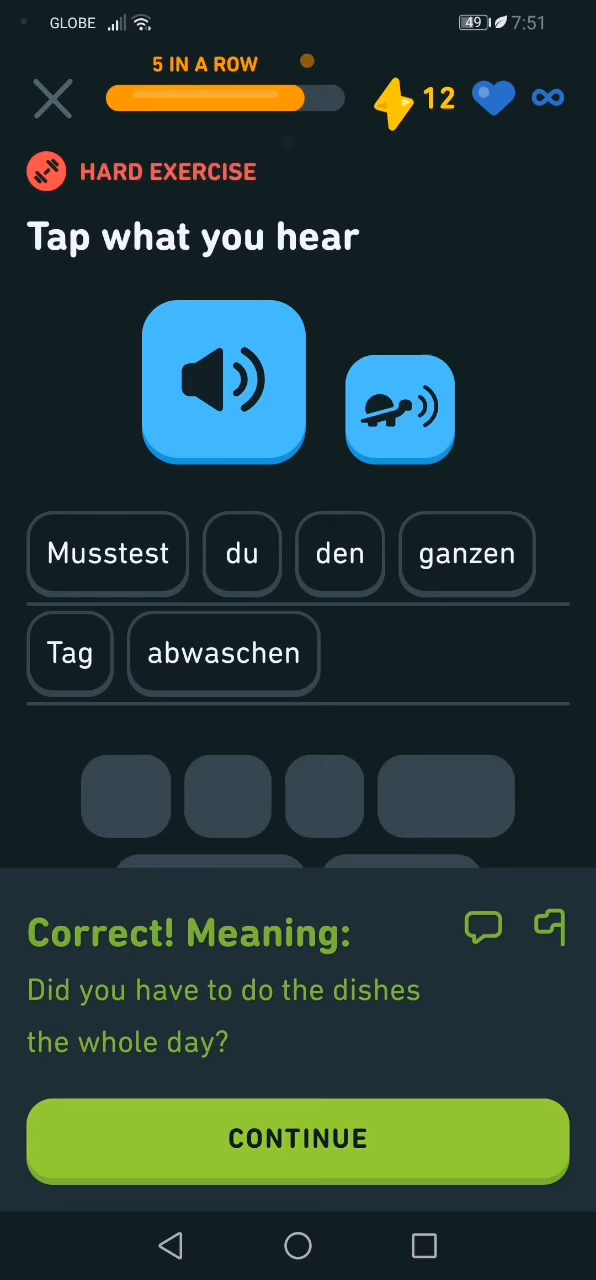 GLOBE 49 7:51
5 IN A ROW
12
HARD EXERCISE
Tap what you hear
Musstest du den ganzen
Tag abwaschen
Correct! Meaning:
Did you have to do the dishes
the whole day?
CONTINUE